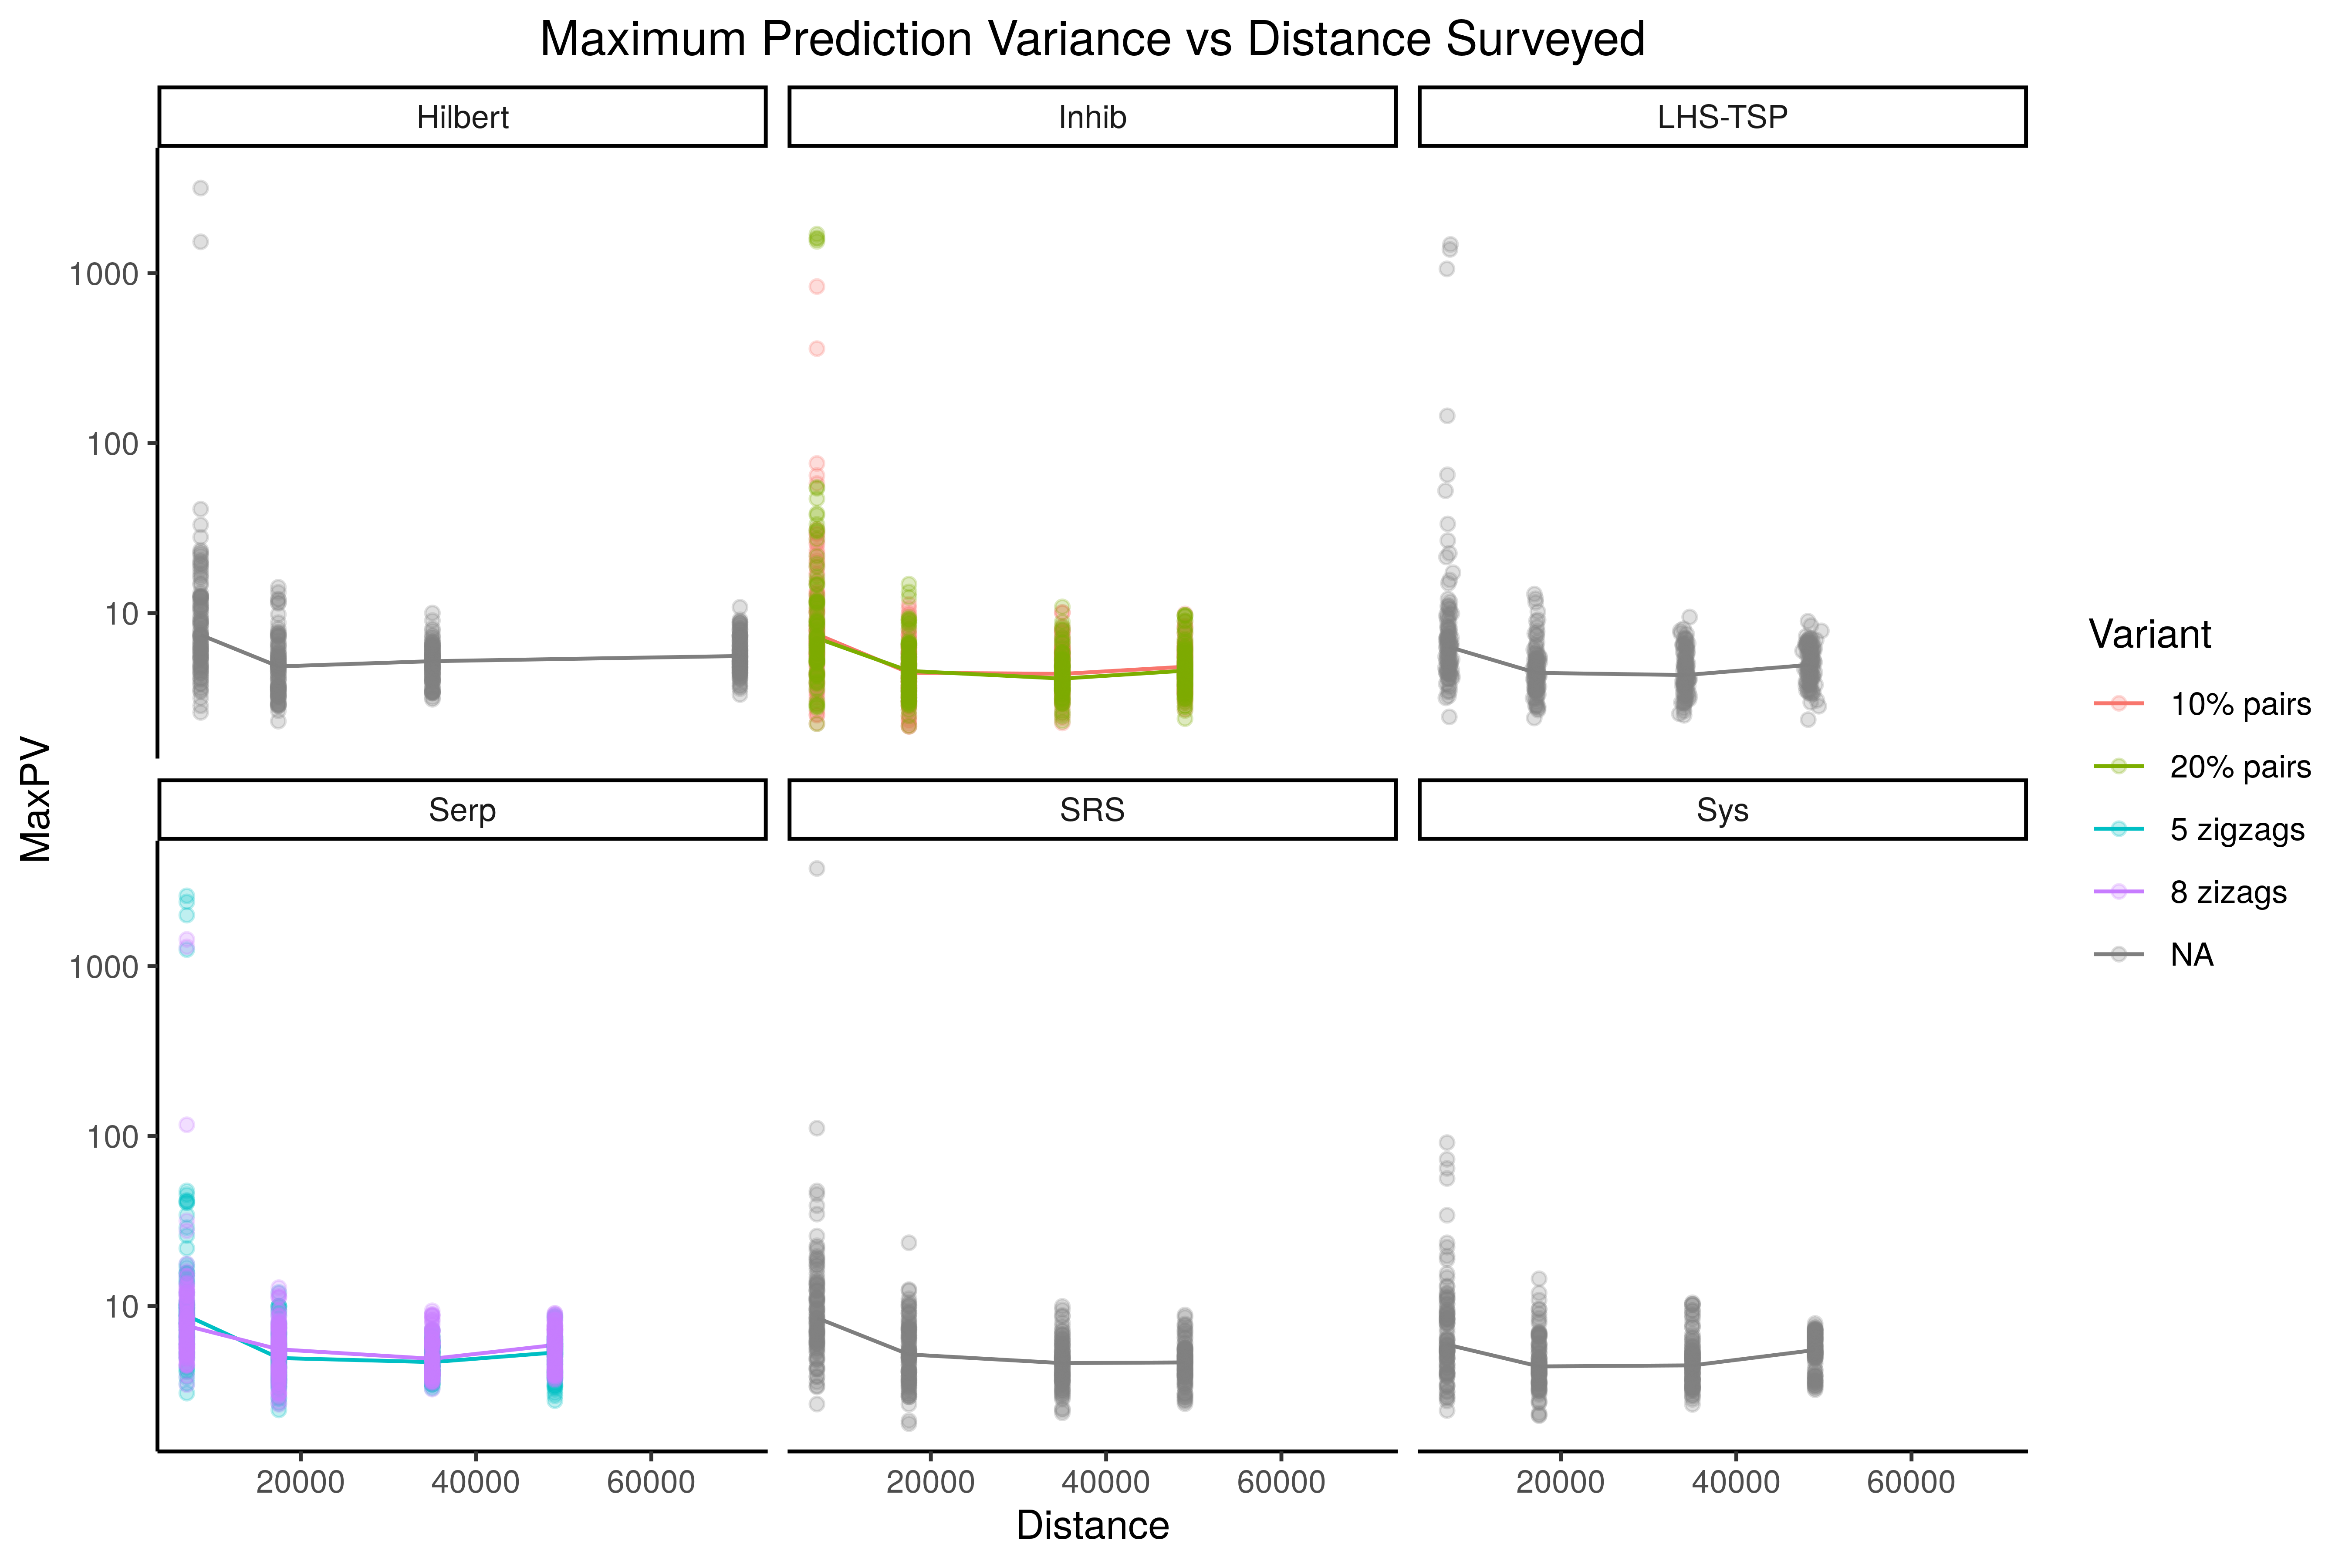 Maximum Prediction Variance vs Distance Surveyed
Hilbert Inhib LHS-TSP
1000
100
10
Serp SRS Sys
1000
100
10
20000 40000 60000 20000 40000 60000 20000 40000 60000
Distance
MaxPV
Variant
10% pairs
20% pairs
5 zigzags
8 zizags
NA